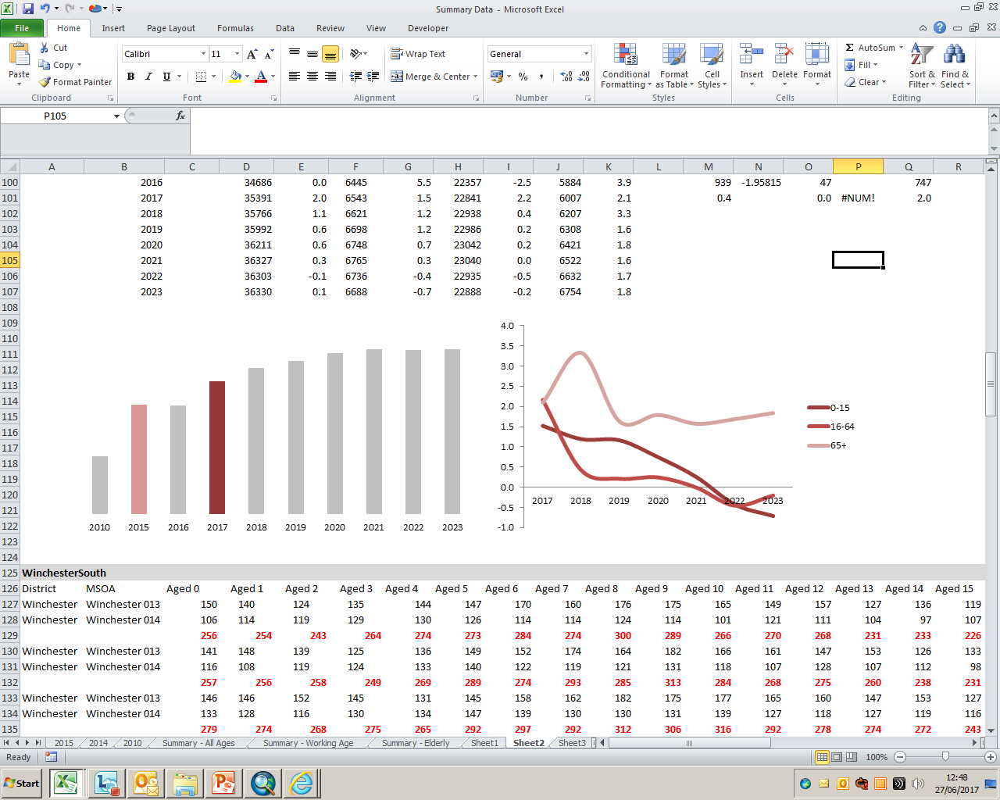 Summary Data - Microsoft Excel
File Home Insert Page Layout Formulas Data Review View Developer
Paste Cut Copy Format Painter Clipboard
Calibri 11 B I U Font
Wrap Text Merge & Center Alignment
General % , Number
Conditional Formatting Format as Table Cell Styles Styles
Insert Delete Format Cells
Σ AutoSum Fill Clear Sort & Filter Find & Select Editing
P105 fx
A B C D E F G H I J K L M N O P Q R
100 2016 34686 0.0 6445 5.5 22357 -2.5 5884 3.9 939 -1.95815 47 747
101 2017 35391 2.0 6543 1.5 22841 2.2 6007 2.1 0.4 0.0 #NUM! 2.0
102 2018 35766 1.1 6621 1.2 22938 0.4 6207 3.3
103 2019 35992 0.6 6698 1.2 22986 0.2 6308 1.6
104 2020 36211 0.6 6748 0.7 23042 0.2 6421 1.8
105 2021 36327 0.3 6765 0.3 23040 0.0 6522 1.6
106 2022 36303 -0.1 6736 -0.4 22935 -0.5 6632 1.7
107 2023 36330 0.1 6688 -0.7 22888 -0.2 6754 1.8
108
109
110
111
112
113
114
115
116
117
118
119
120
121
122
123
124
2010 2015 2016 2017 2018 2019 2020 2021 2022 2023
4.0
3.5
3.0
2.5
2.0
1.5
1.0
0.5
0.0
-0.5
-1.0
2017 2018 2019 2020 2021 2022 2023
0-15
16-64
65+
125 WinchesterSouth
126 District MSOA Aged 0 Aged 1 Aged 2 Aged 3 Aged 4 Aged 5 Aged 6 Aged 7 Aged 8 Aged 9 Aged 10 Aged 11 Aged 12 Aged 13 Aged 14 Aged 15
127 Winchester Winchester 013 150 140 124 135 144 147 170 160 176 175 165 149 157 127 136 119
128 Winchester Winchester 014 106 114 119 129 130 126 114 114 124 114 101 121 111 104 97 107
129 256 254 243 264 274 273 284 274 300 289 266 270 268 231 233 226
130 Winchester Winchester 013 141 148 139 125 136 149 152 174 164 182 166 161 147 153 126 133
131 Winchester Winchester 014 116 108 119 124 133 140 122 119 121 131 118 107 128 107 112 98
132 257 256 258 249 269 289 274 293 285 313 284 268 275 260 238 231
133 Winchester Winchester 013 146 146 152 145 131 145 158 162 182 175 177 165 160 147 153 127
134 Winchester Winchester 014 133 128 116 130 134 147 139 130 130 131 139 127 118 127 119 116
135 279 274 268 275 265 292 297 292 312 306 316 292 278 274 272 243
2015 2014 2010 Summary - All Ages Summary - Working Age Summary - Elderly Sheet1 Sheet2 Sheet3
Ready 100%
Start
12:48
27/06/2017